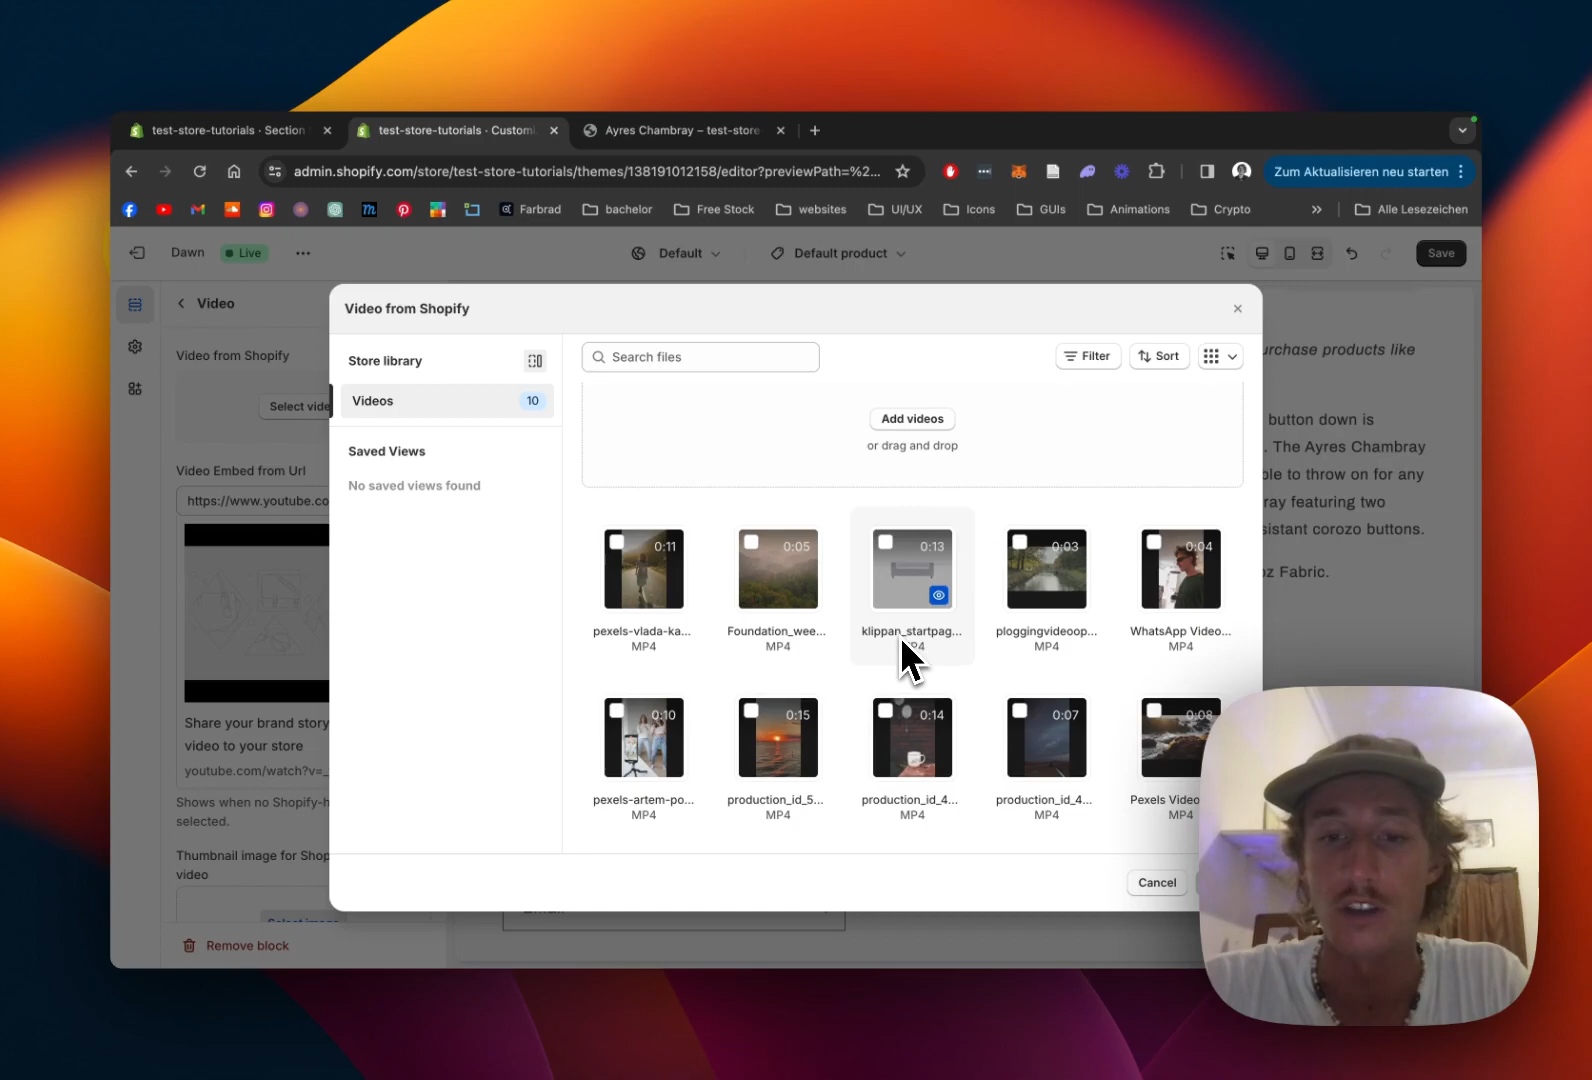 test-store-tutorials · Section
test-store-tutorials · Customi
Ayres Chambray – test-store
admin.shopify.com/store/test-store-tutorials/themes/138191012158/editor?previewPath=%2...
Zum Aktualisieren neu starten
Farbrad
bachelor
Free Stock
websites
UI/UX
Icons
GUIs
Animations
Crypto
»
Alle Lesezeichen
Dawn
Live
Default
Default product
Save
Video
Video from Shopify
Select vide
Video Embed from Url
https://www.youtube.co
Share your brand story
video to your store
youtube.com/watch?v=_
Shows when no Shopify-h
selected.
Thumbnail image for Shop
video
Select image
Remove block
Video from Shopify
Store library
Videos
10
Saved Views
No saved views found
Search files
Filter
Sort
Add videos
or drag and drop
0:11
0:05
0:13
0:03
0:04
pexels-vlada-ka...
Foundation_wee...
klippan_startpag...
ploggingvideoop...
WhatsApp Video...
MP4
MP4
MP4
MP4
MP4
0:10
0:15
0:14
0:07
0:08
pexels-artem-po...
production_id_5...
production_id_4...
production_id_4...
Pexels Video
MP4
MP4
MP4
MP4
MP4
Cancel
urchase products like
button down is
. The Ayres Chambray
ble to throw on for any
ray featuring two
sistant corozo buttons.
oz Fabric.